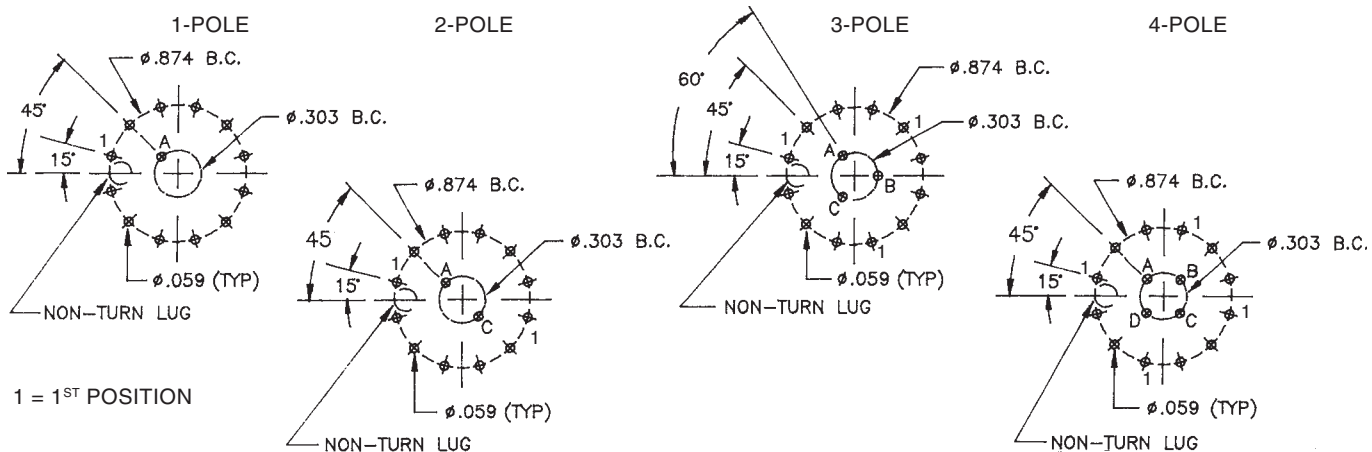 1-POLE
ø.874 B.C.
45°
ø.303 B.C.
A
1
15°
ø.059 (TYP)
NON-TURN LUG
1 = 1ST POSITION
2-POLE
ø.874 B.C.
45
ø.303 B.C.
A
1
15°
C
1
ø.059 (TYP)
NON-TURN LUG
3-POLE
60°
ø.874 B.C.
45°
1
ø.303 B.C.
A
1
15°
B
C
1
ø.059 (TYP)
NON-TURN LUG
4-POLE
ø.874 B.C.
1
45°
ø.303 B.C.
A
B
1
15°
D
C
1
1
ø.059 (TYP)
NON-TURN LUG